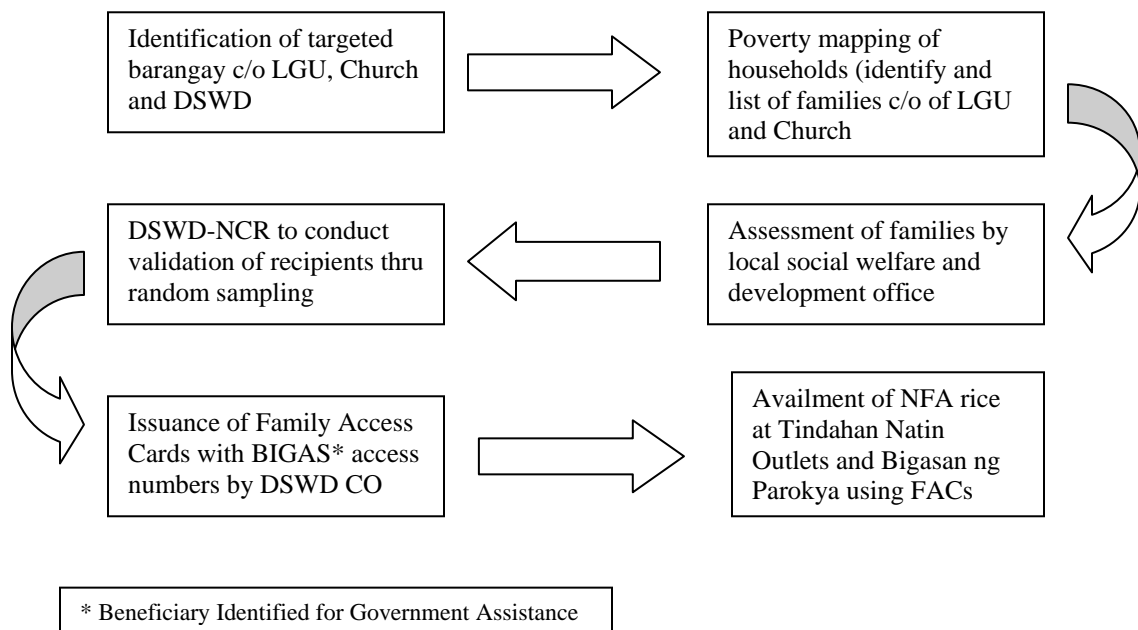 Identification of targeted
barangay c/o LGU, Church
and DSWD
Poverty mapping of
households (identify and
list of families c/o of LGU
and Church
Assessment of families by
local social welfare and
development office
DSWD-NCR to conduct
validation of recipients thru
random sampling
Issuance of Family Access
Cards with BIGAS* access
numbers by DSWD CO
Availment of NFA rice
at Tindahan Natin
Outlets and Bigasan ng
Parokya using FACs
* Beneficiary Identified for Government Assistance